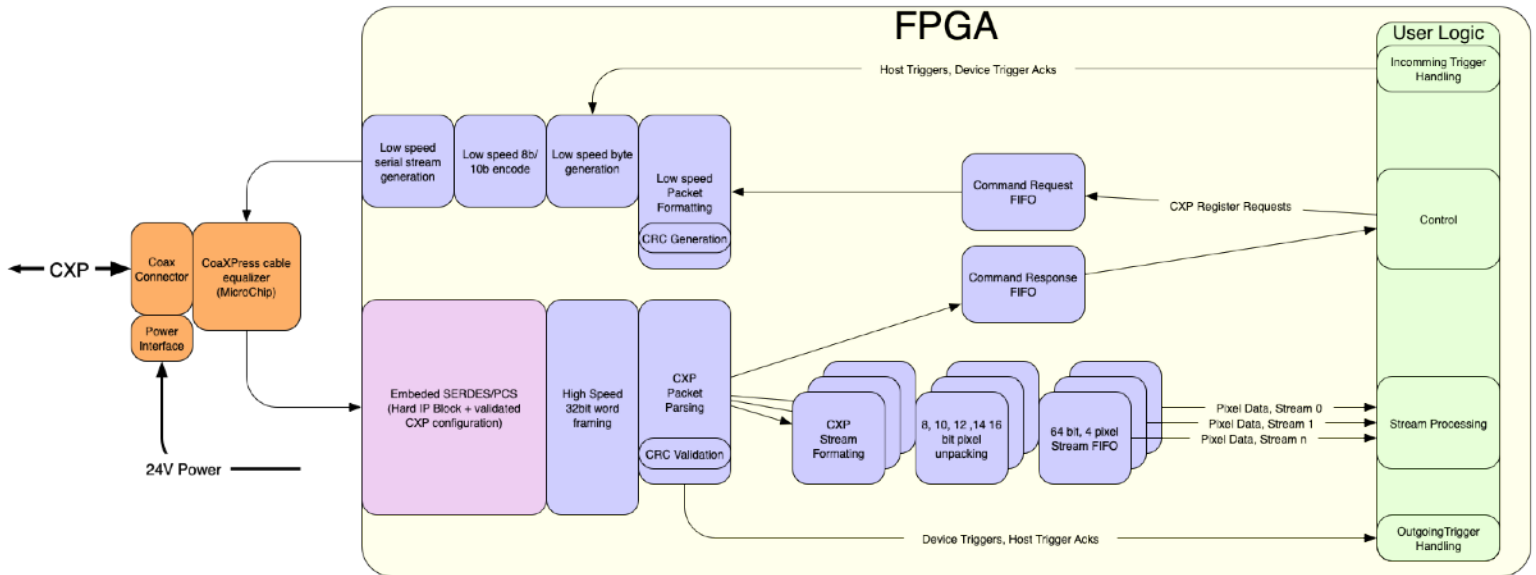 FPGA
User Logic
Incomming Trigger
Handling
Host Triggers, Device Trigger Acks
Low speed
serial stream
generation
Low speed 8b/
10b encode
Low speed byte
generation
Low speed
Packet
Formatting
CRC Generation
Command Request
FIFO
CXP Register Requests
Control
Command Response
FIFO
CXP
Coax
Connector
CoaXPress cable
equalizer
(MicroChip)
Power
Interface
24V Power
Embeded SERDES/PCS
(Hard IP Block + validated
CXP configuration)
High Speed
32bit word
framing
CXP
Packet
Parsing
CRC Validation
CXP
Stream
Formating
8, 10, 12 ,14 16
bit pixel
unpacking
64 bit, 4 pixel
Stream FIFO
Pixel Data, Stream 0
Pixel Data, Stream 1
Pixel Data, Stream n
Stream Processing
Device Triggers, Host Trigger Acks
OutgoingTrigger
Handling